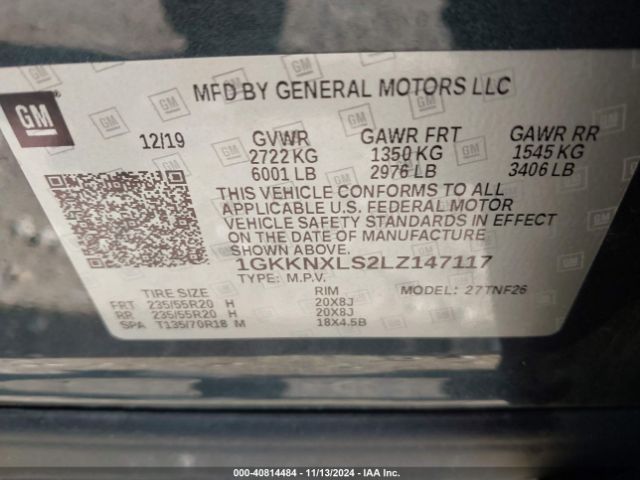 GM
MFD BY GENERAL MOTORS LLC
12/19 GVWR GAWR FRT GAWR RR
2722 KG 1350 KG 1545 KG
6001 LB 2976 LB 3406 LB
THIS VEHICLE CONFORMS TO ALL
APPLICABLE U.S. FEDERAL MOTOR
VEHICLE SAFETY STANDARDS IN EFFECT
ON THE DATE OF MANUFACTURE
SHOWN ABOVE.
1GKKNXLS2LZ147117
TYPE: M.P.V. MODEL: 27TNF26
TIRE SIZE RIM
FRT 235/55R20 H 20X8J
RR 235/55R20 H 20X8J
SPA T135/70R18 M 18X4.5B
000-40814484 - 11/13/2024 - IAA Inc. Copyright